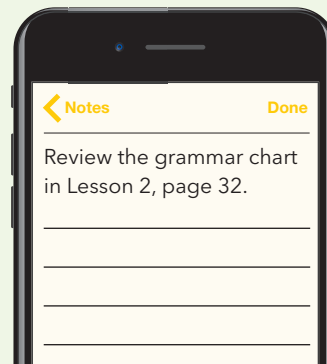 Notes Done
Review the grammar chart
in Lesson 2, page 32.